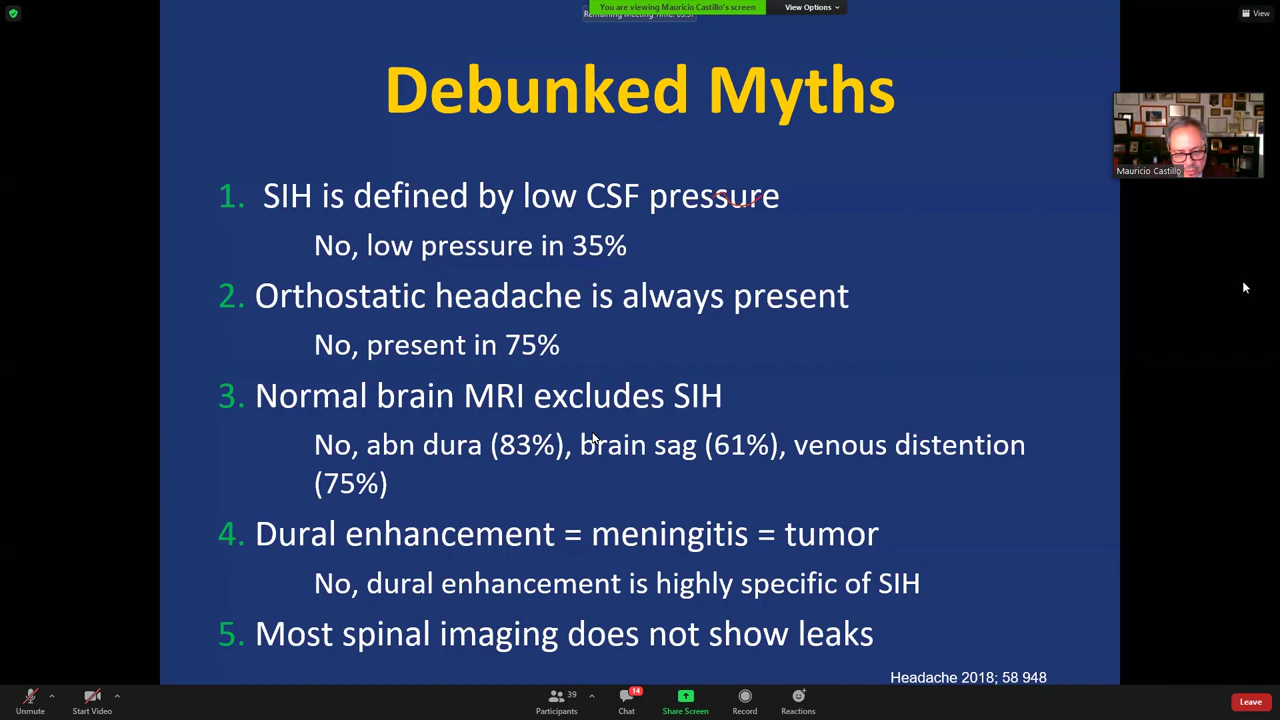 You are viewing Mauricio Castillo's screen
View Options
View
Debunked Myths
1. SIH is defined by low CSF pressure
No, low pressure in 35%
2. Orthostatic headache is always present
No, present in 75%
3. Normal brain MRI excludes SIH
No, abn dura (83%), brain sag (61%), venous distention
(75%)
4. Dural enhancement = meningitis = tumor
No, dural enhancement is highly specific of SIH
5. Most spinal imaging does not show leaks
Headache 2018; 58 948
Mauricio Castillo
39
14
Unmute
Start Video
Participants
Chat
Share Screen
Record
Reactions
Leave